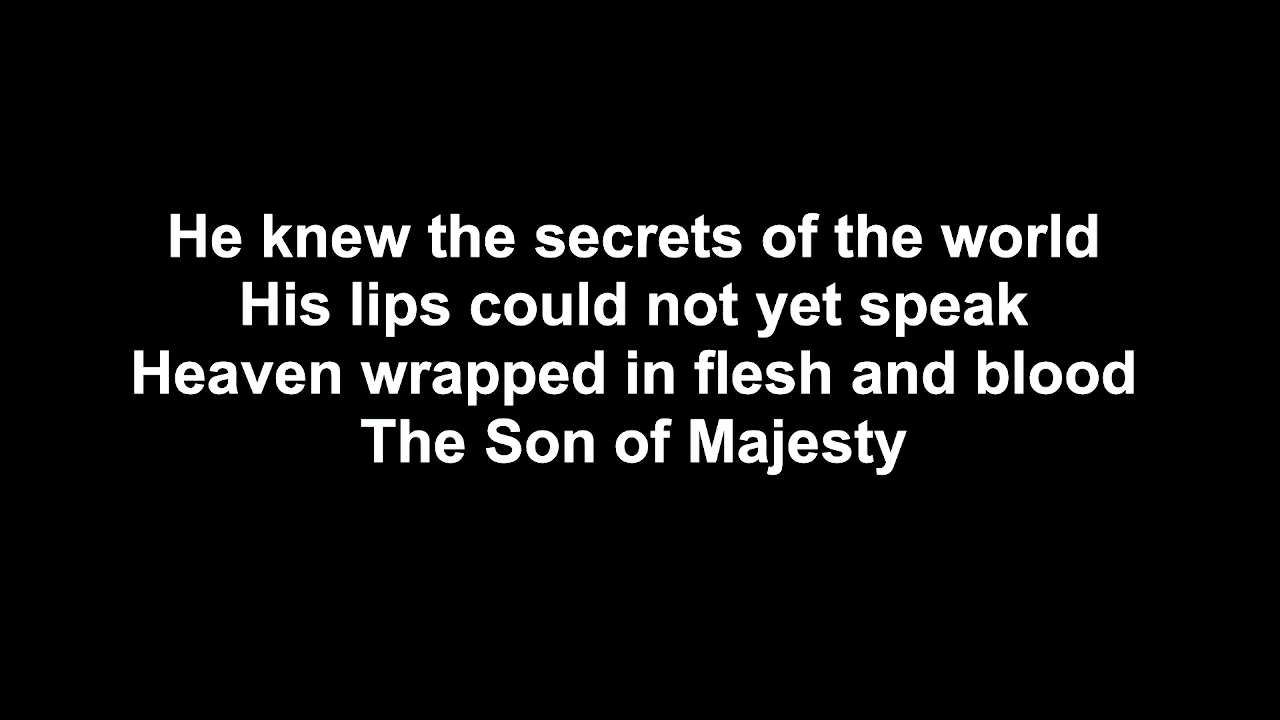 He knew the secrets of the world
His lips could not yet speak
Heaven wrapped in flesh and blood
The Son of Majesty